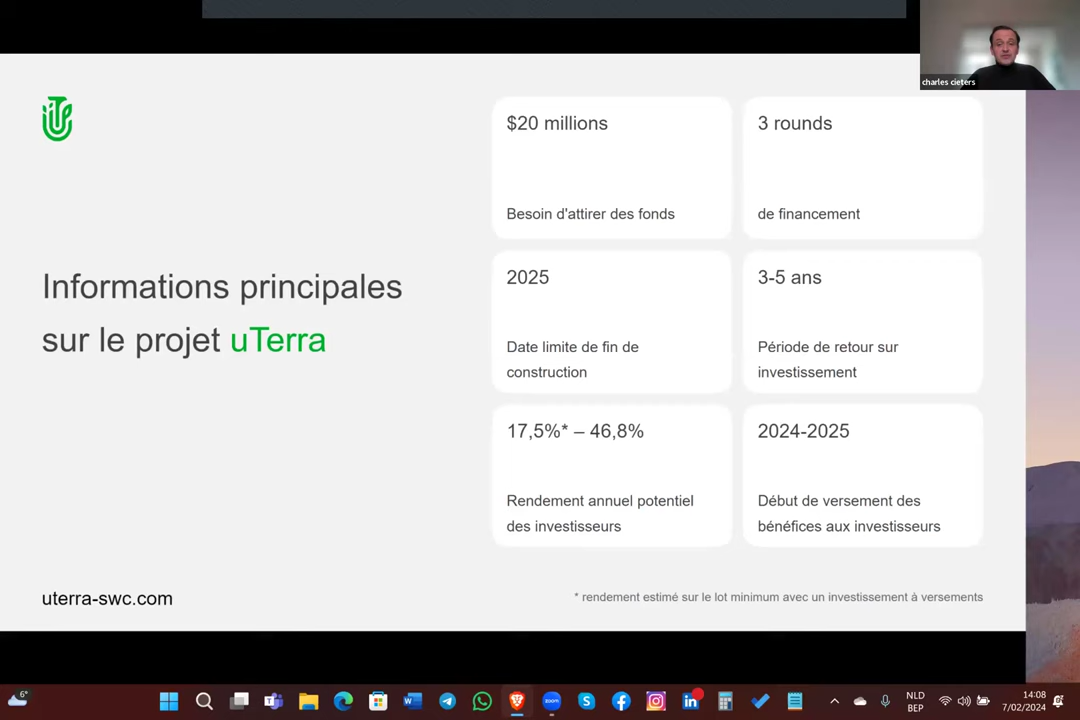 charles cieters
$20 millions
Besoin d'attirer des fonds
3 rounds
de financement
Informations principales
sur le projet uTerra
2025
Date limite de fin de
construction
3-5 ans
Période de retour sur
investissement
17,5%* – 46,8%
Rendement annuel potentiel
des investisseurs
2024-2025
Début de versement des
bénéfices aux investisseurs
uterra-swc.com
* rendement estimé sur le lot minimum avec un investissement à versements
6°
NLD
BEP
14:08
7/02/2024